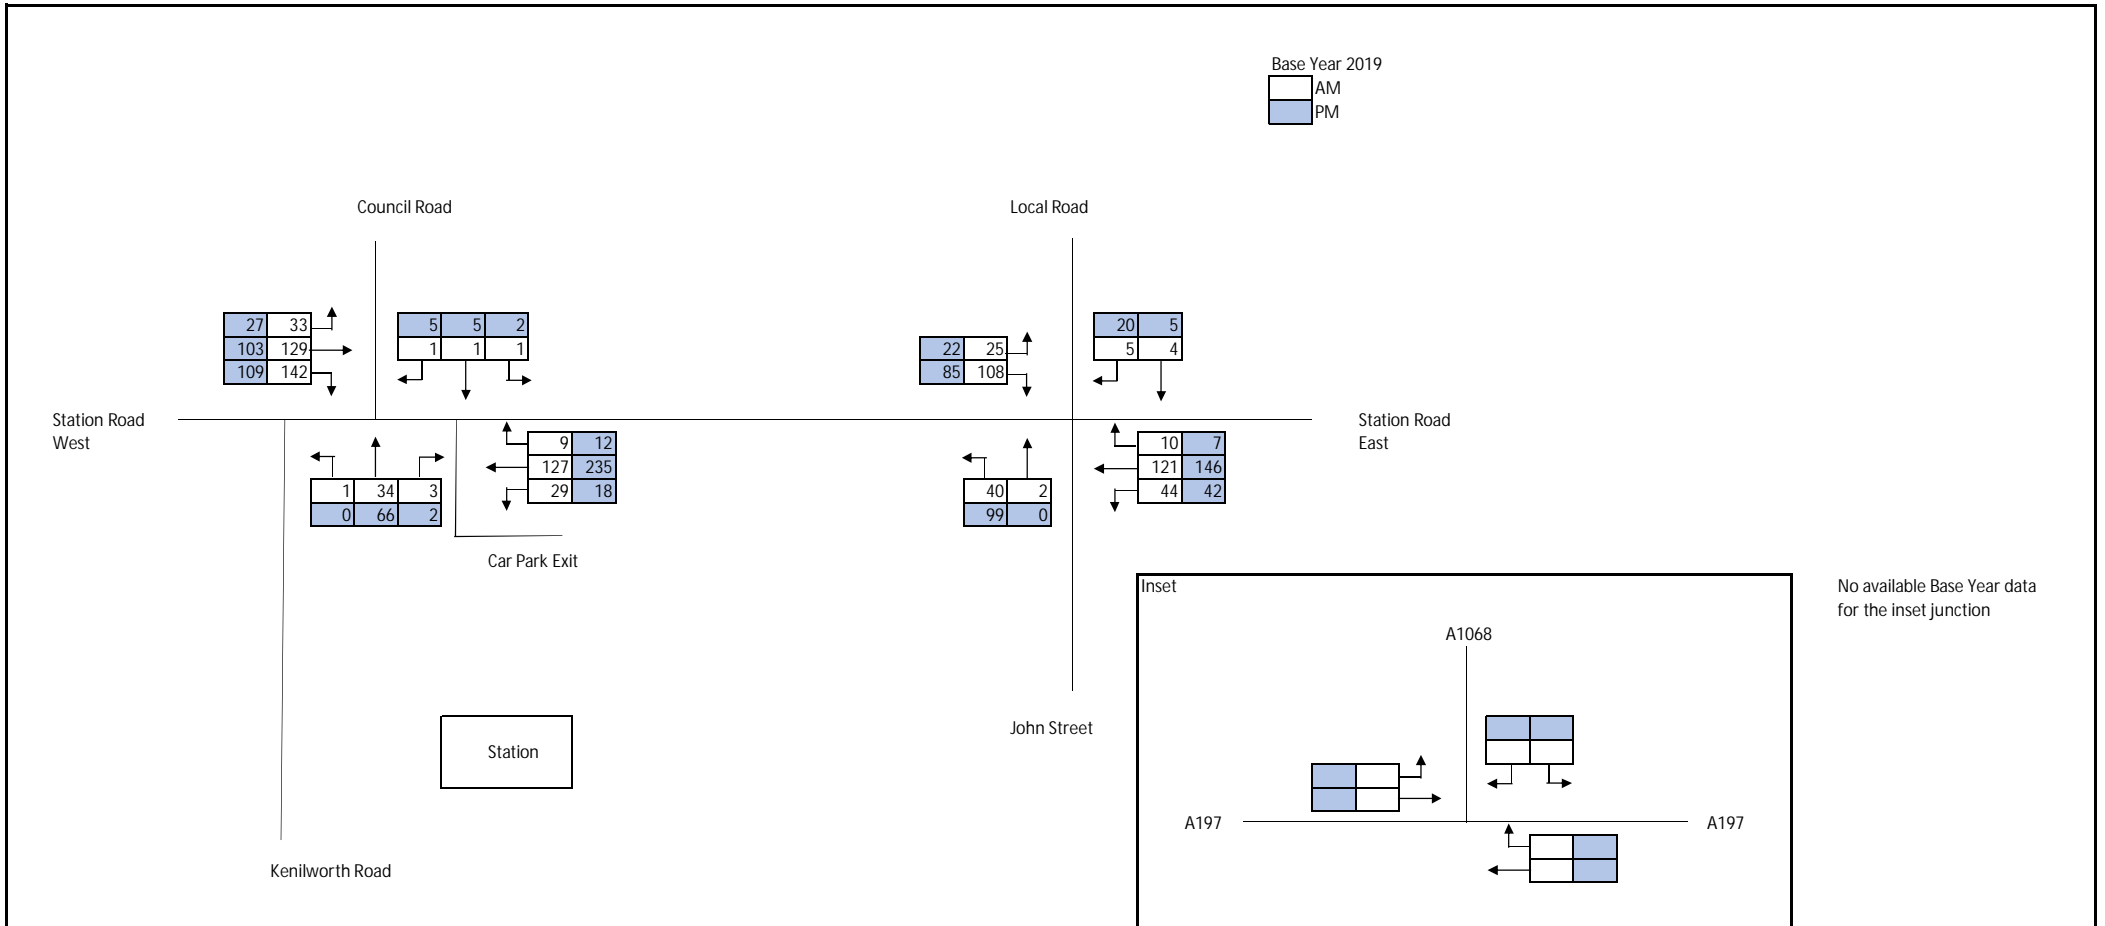 Base Year 2019
AM
PM
Council Road
Local Road
27 33
103 129
109 142
5 5 2
1 1 1
22 25
85 108
20 5
5 4
Station Road
West
Station Road
East
9 12
127 235
29 18
1 34 3
0 66 2
40 2
99 0
10 7
121 146
44 42
Car Park Exit
Inset
No available Base Year data
for the inset junction
A1068
Station
John Street
A197
A197
Kenilworth Road